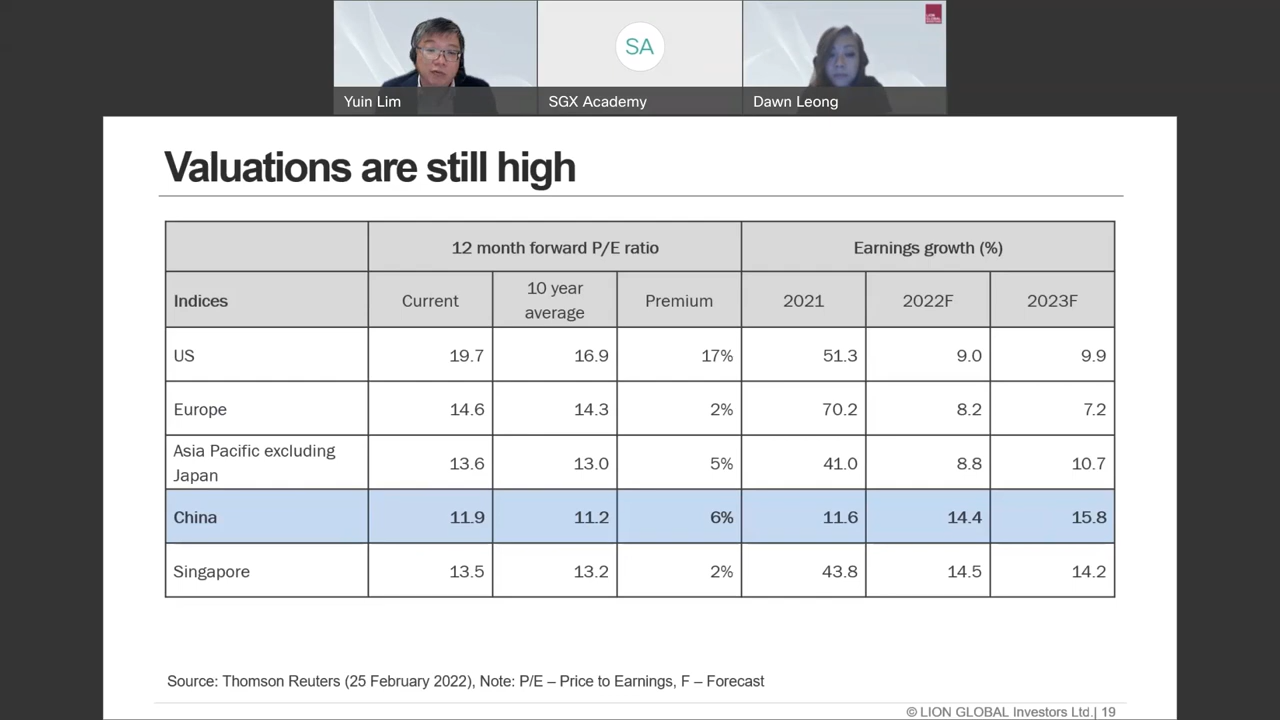 LION
GLOBAL
INVESTORS
SA
Yuin Lim
SGX Academy
Dawn Leong
Valuations are still high
12 month forward P/E ratio
Earnings growth (%)
Indices
Current
10 year
average
Premium
2021
2022F
2023F
US 19.7 16.9 17% 51.3 9.0 9.9
Europe 14.6 14.3 2% 70.2 8.2 7.2
Asia Pacific excluding
Japan
13.6 13.0 5% 41.0 8.8 10.7
China 11.9 11.2 6% 11.6 14.4 15.8
Singapore 13.5 13.2 2% 43.8 14.5 14.2
Source: Thomson Reuters (25 February 2022), Note: P/E – Price to Earnings, F – Forecast
© LION GLOBAL Investors Ltd.| 19